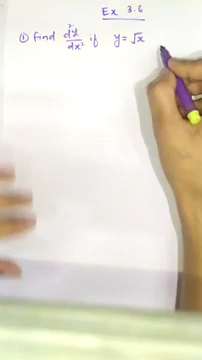 Ex 3.6
① Find d²y/dx² if y = √x